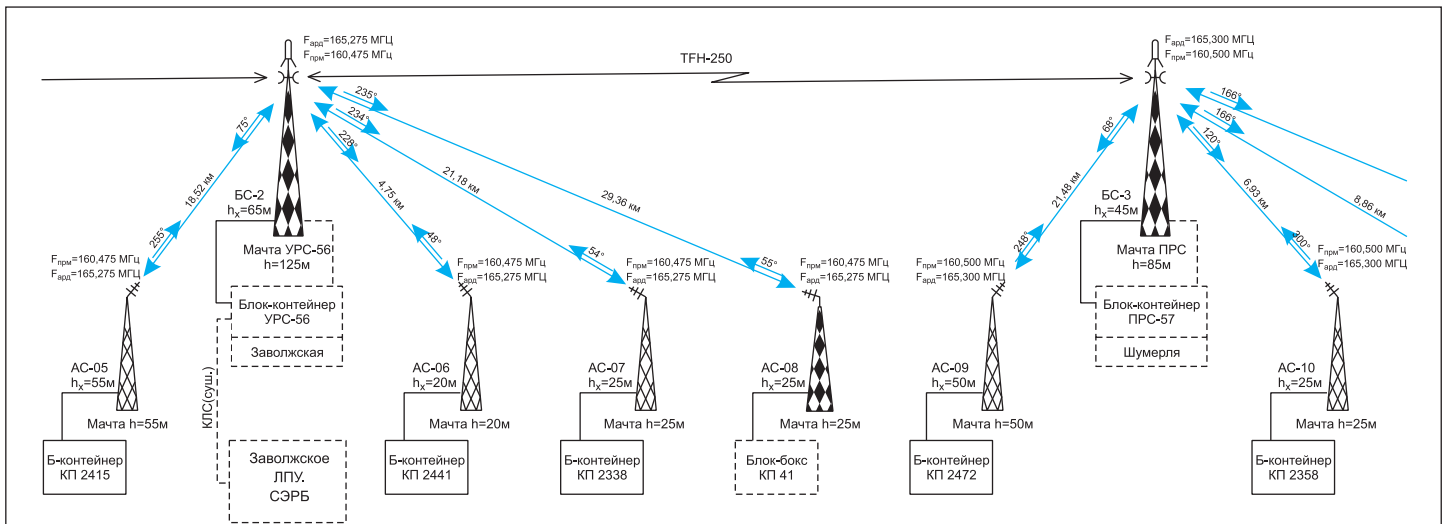 Fард=165,275 МГЦ
Fпрм=160,475 МГЦ
TFH-250
Fард=165,300 МГЦ
Fпрм=160,500 МГЦ
75°
18,52 км
255°
235°
234°
228°
4,75 км
48°
21,18 км
54°
29,36 км
55°
68°
21,48 км
248°
166°
166°
120°
6,93 км
300°
8,86 км
БС-2
hх=65м
Мачта УРС-56
h=125м
Блок-контейнер
УРС-56
Заволжская
КЛС(суш.)
Заволжское
ЛПУ.
СЭРБ
БС-3
hх=45м
Мачта ПРС
h=85м
Блок-контейнер
ПРС-57
Шумерля
Fпрм=160,475 МГЦ
Fард=165,275 МГЦ
АС-05
hх=55м
Мачта h=55м
Б-контейнер
КП 2415
Fпрм=160,475 МГЦ
Fард=165,275 МГЦ
АС-06
hх=20м
Мачта h=20м
Б-контейнер
КП 2441
Fпрм=160,475 МГЦ
Fард=165,275 МГЦ
АС-07
hх=25м
Мачта h=25м
Б-контейнер
КП 2338
Fпрм=160,475 МГЦ
Fард=165,275 МГЦ
АС-08
hх=25м
Мачта h=25м
Блок-бокс
КП 41
Fпрм=160,500 МГЦ
Fард=165,300 МГЦ
АС-09
hх=50м
Мачта h=50м
Б-контейнер
КП 2472
Fпрм=160,500 МГЦ
Fард=165,300 МГЦ
АС-10
hх=25м
Мачта h=25м
Б-контейнер
КП 2358